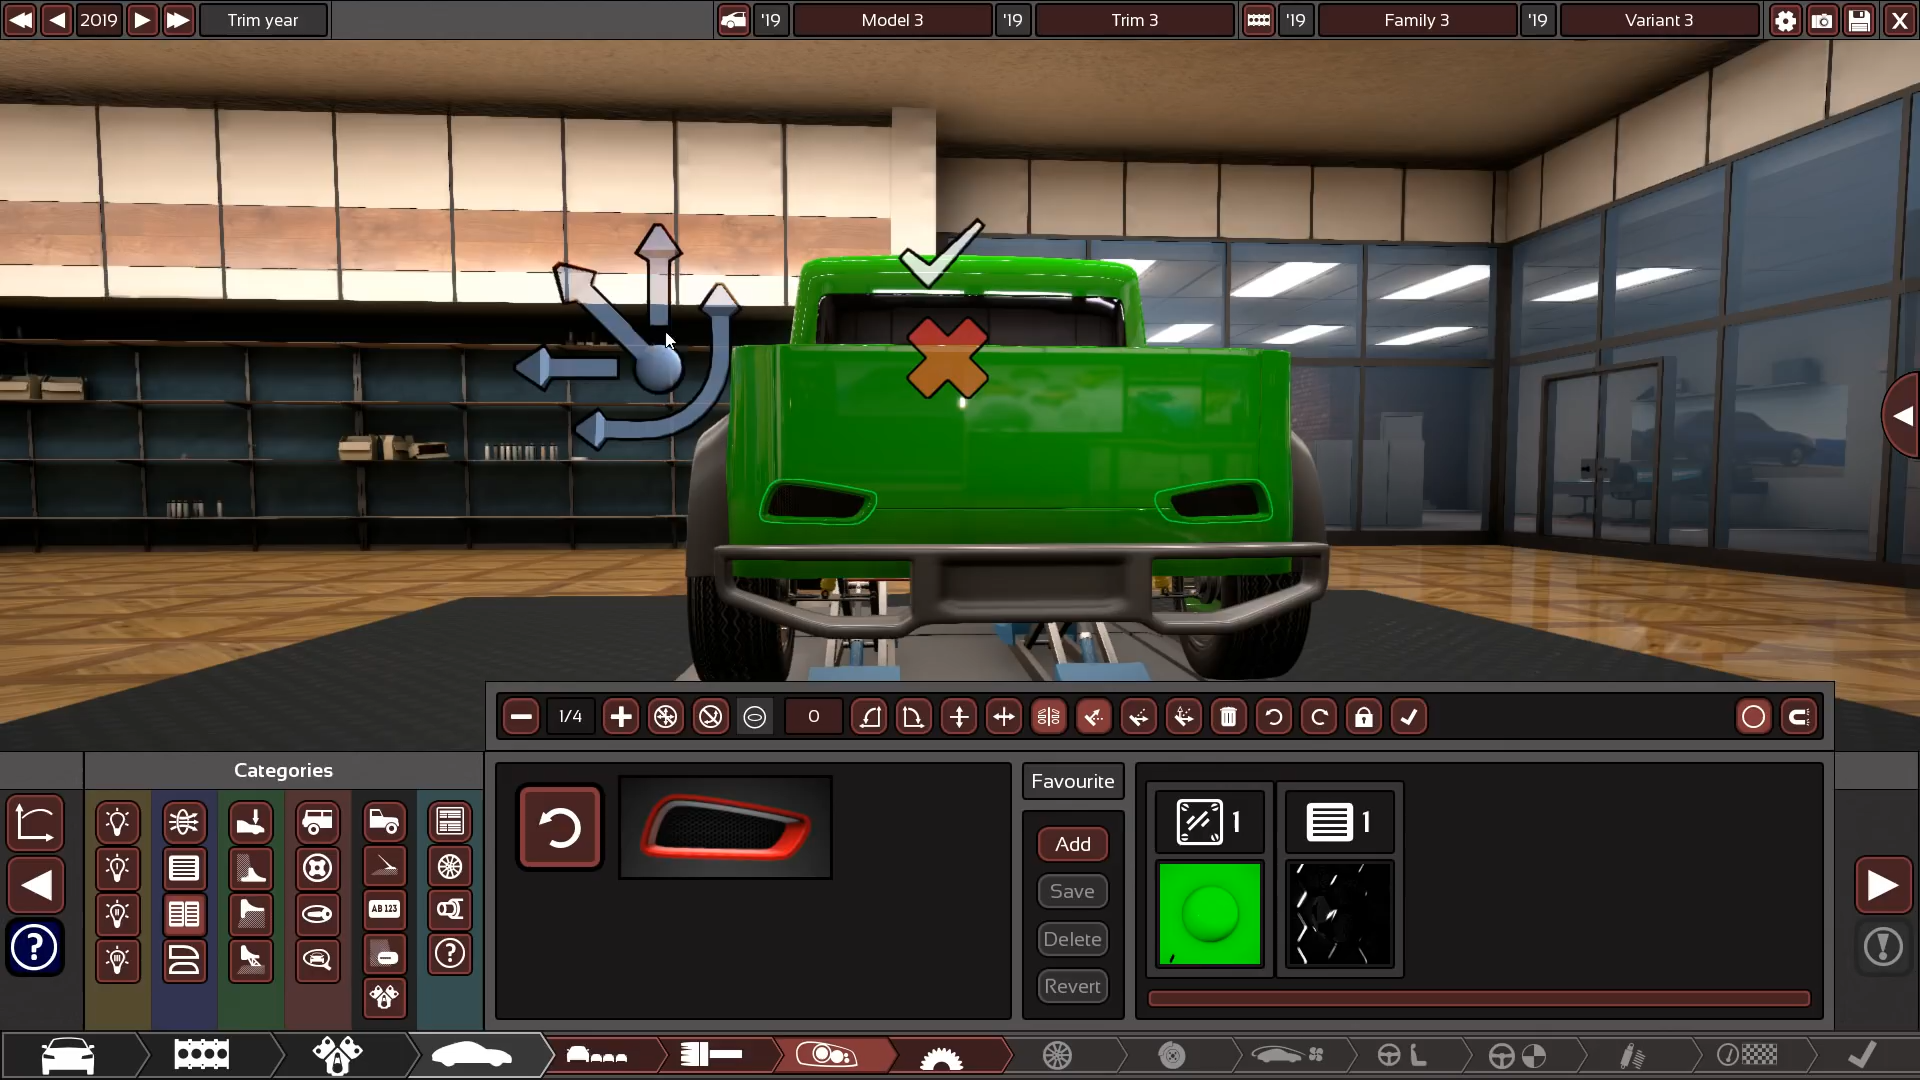 2019
Trim year
'19
Model 3
'19
Trim 3
'19
Family 3
'19
Variant 3
X
1/4
0
Categories
AB 123
Favourite
Add
Save
Delete
Revert
1
1